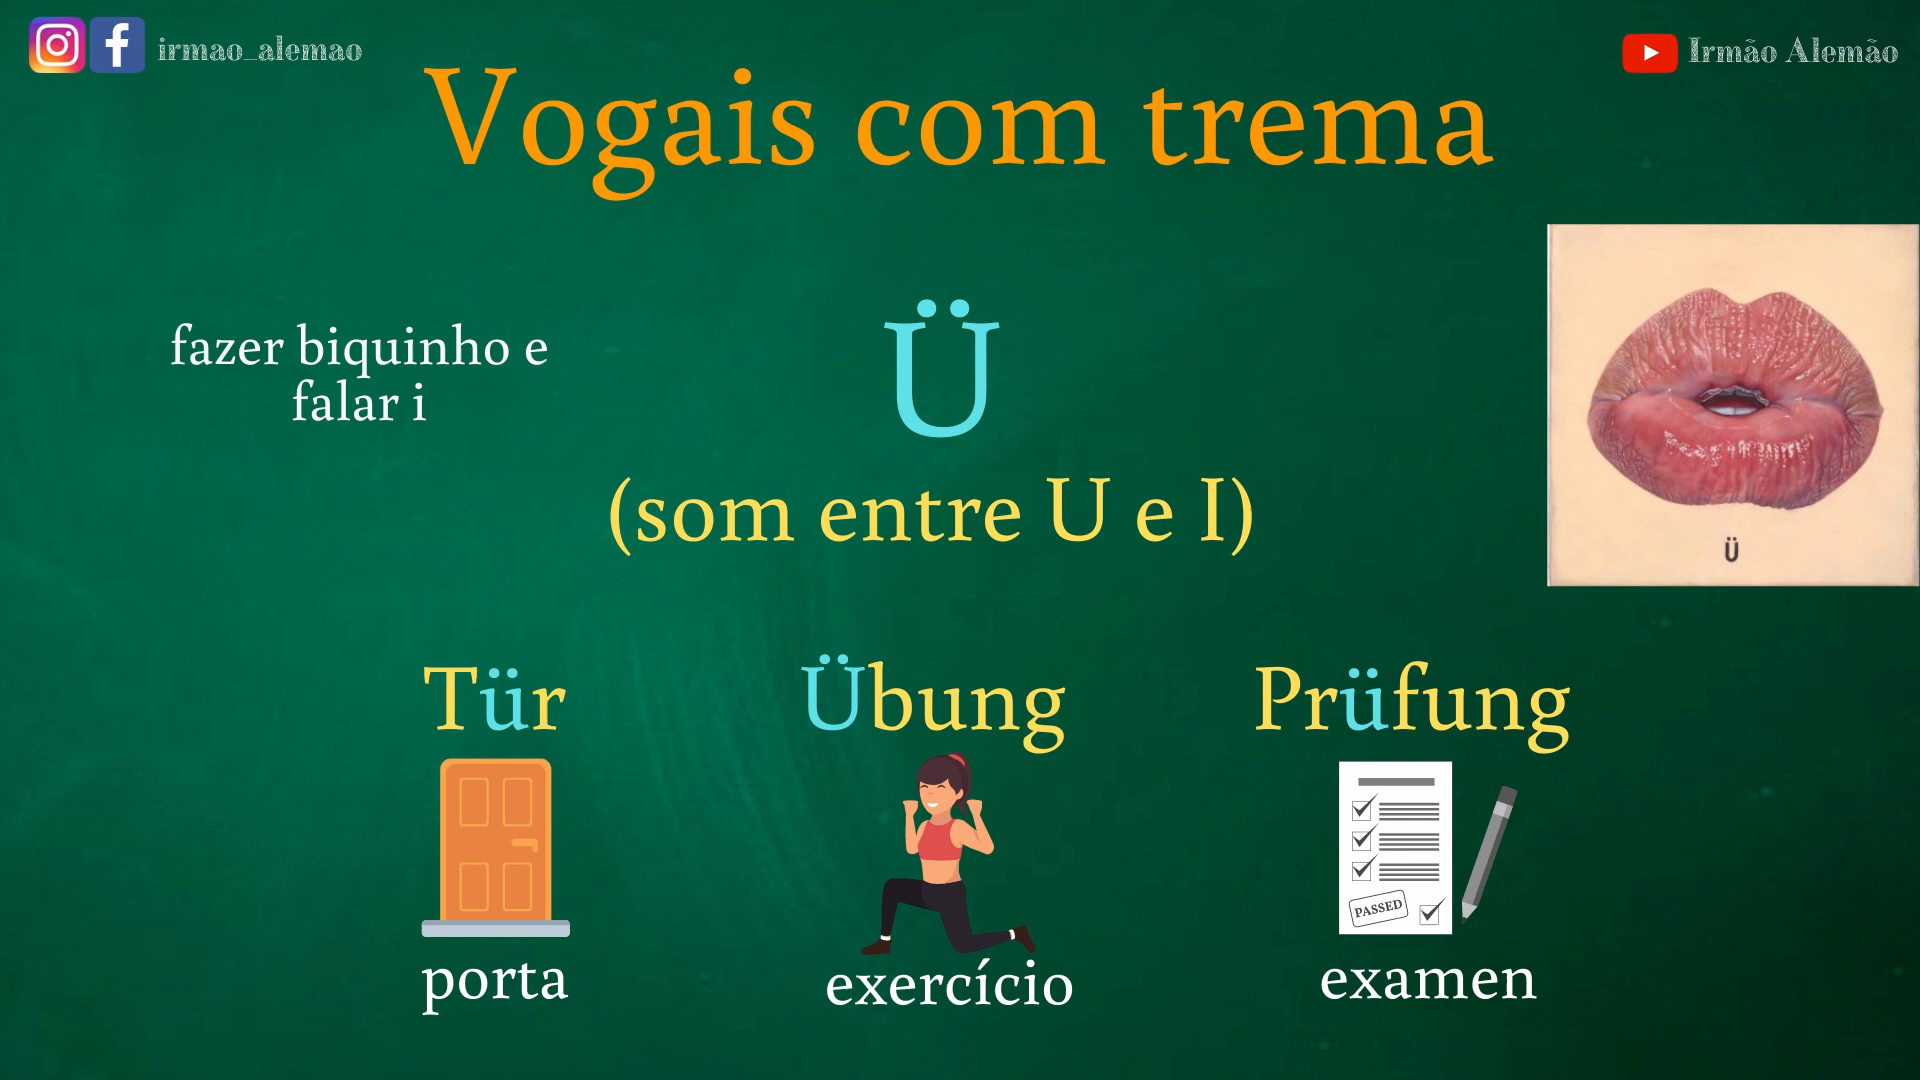 irmao_alemao
Irmão Alemão
Vogais com trema
fazer biquinho e
falar i
Ü
(som entre U e I)
Ü
Tür
Übung
Prüfung
PASSED
porta
exercício
examen